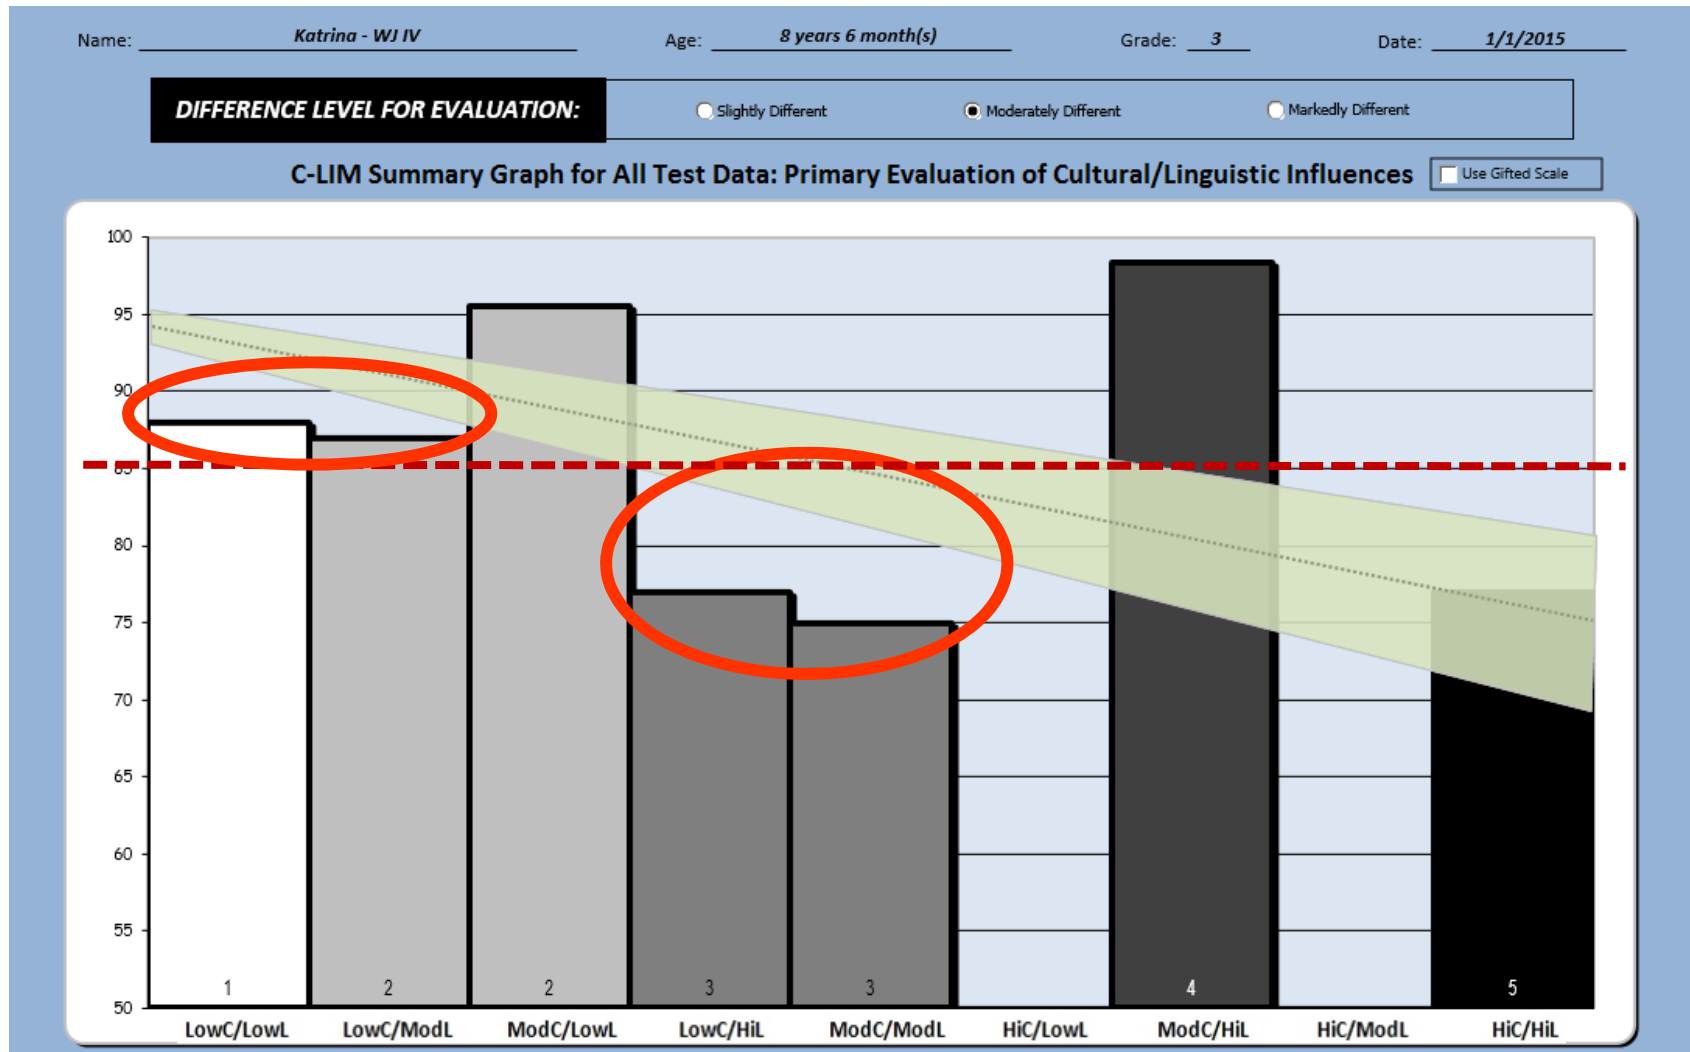 Name: Katrina - WJ IV Age: 8 years 6 month(s) Grade: 3 Date: 1/1/2015
DIFFERENCE LEVEL FOR EVALUATION: Slightly Different Moderately Different Markedly Different
C-LIM Summary Graph for All Test Data: Primary Evaluation of Cultural/Linguistic Influences Use Gifted Scale
100
95
90
85
80
75
70
65
60
55
50
1 2 2 3 3 4 5
LowC/LowL LowC/ModL ModC/LowL LowC/HiL ModC/ModL HiC/LowL ModC/HiL HiC/ModL HiC/HiL